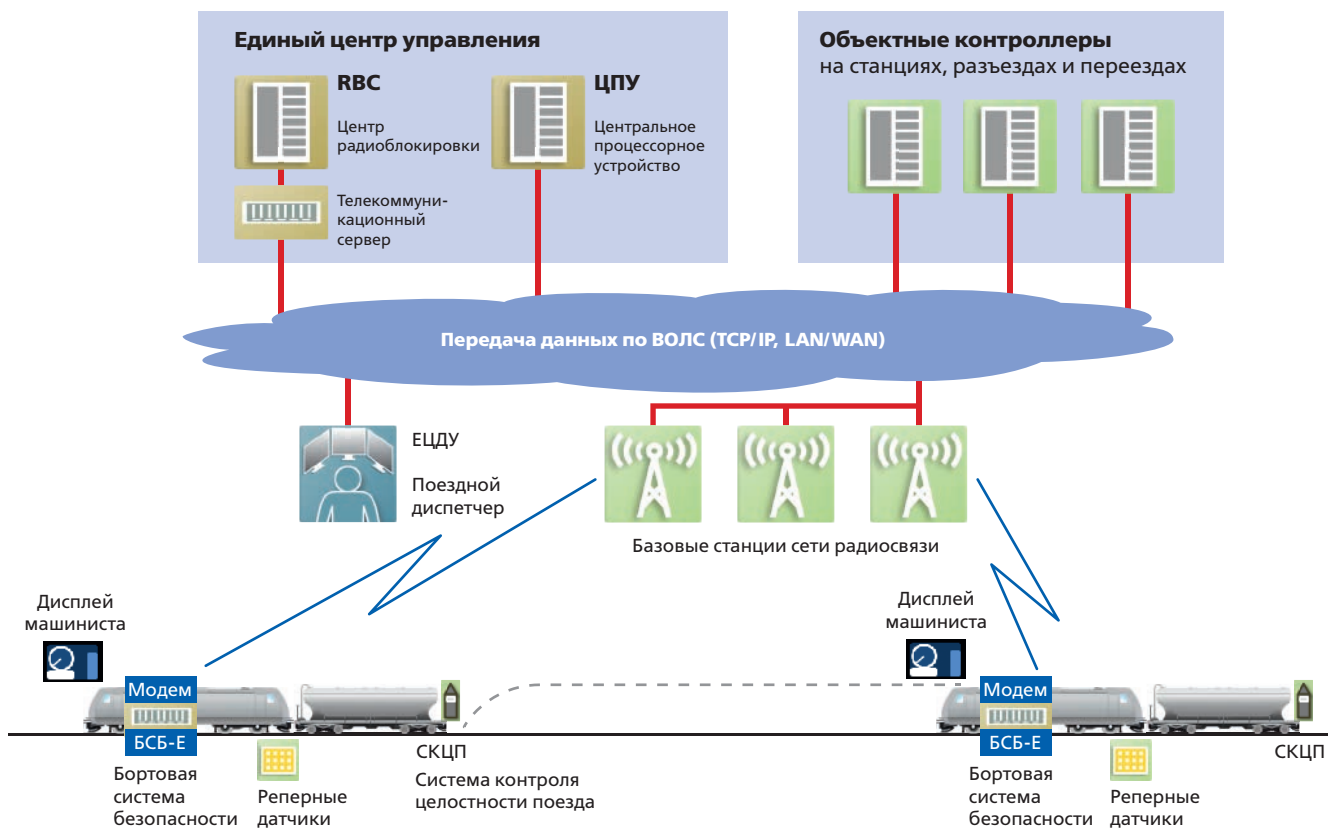 Единый центр управления
RBC
Центр
радиоблокировки
Телекоммуни-
кационный
сервер
ЦПУ
Центральное
процессорное
устройство
Объектные контроллеры
на станциях, разъездах и переездах
Передача данных по ВОЛС (TCP/IP, LAN/WAN)
ЕЦДУ
Поездной
диспетчер
Базовые станции сети радиосвязи
Дисплей
машиниста
Модем
БСБ-Е
Бортовая
система
безопасности
Реперные
датчики
СКЦП
Система контроля
целостности поезда
Дисплей
машиниста
Модем
БСБ-Е
Бортовая
система
безопасности
Реперные
датчики
СКЦП